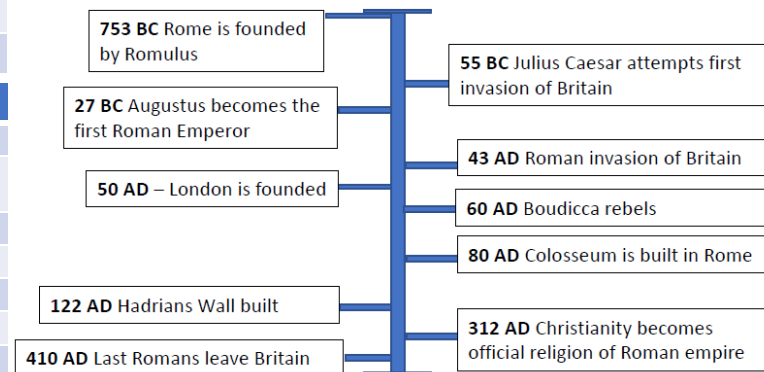 753 BC Rome is founded
by Romulus
55 BC Julius Caesar attempts first
invasion of Britain
27 BC Augustus becomes the
first Roman Emperor
43 AD Roman invasion of Britain
50 AD – London is founded
60 AD Boudicca rebels
80 AD Colosseum is built in Rome
122 AD Hadrians Wall built
312 AD Christianity becomes
official religion of Roman empire
410 AD Last Romans leave Britain